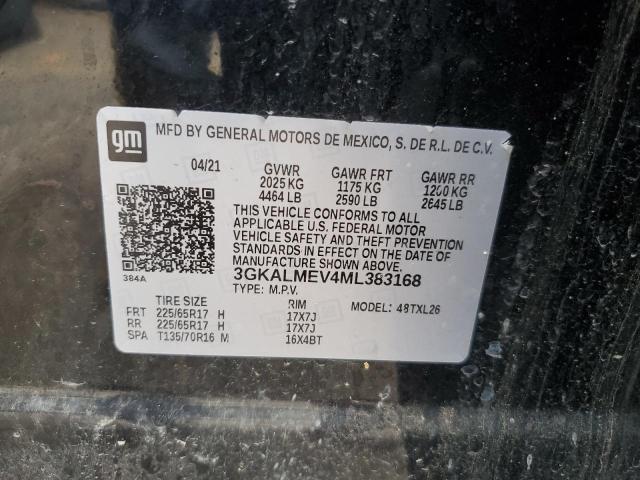 gm
MFD BY GENERAL MOTORS DE MEXICO, S. DE R.L. DE C.V.
04/21 GVWR GAWR FRT GAWR RR
2025 KG 1175 KG 1200 KG
4464 LB 2590 LB 2645 LB
THIS VEHICLE CONFORMS TO ALL
APPLICABLE U.S. FEDERAL MOTOR
VEHICLE SAFETY AND THEFT PREVENTION
STANDARDS IN EFFECT ON THE DATE OF
MANUFACTURE SHOWN ABOVE.
384A 3GKALMEV4ML383168
TYPE: M.P.V. MODEL: 48TXL26
TIRE SIZE RIM
FRT 225/65R17 H 17X7J
RR 225/65R17 H 17X7J
SPA T135/70R16 M 16X4BT